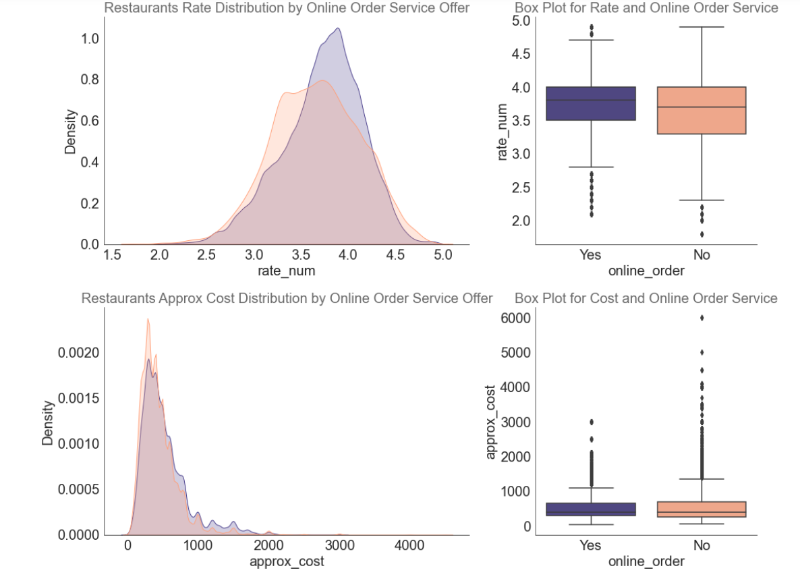 Restaurants Rate Distribution by Online Order Service Offer
1.0
0.8
0.6
0.4
0.2
0.0
Density
1.5 2.0 2.5 3.0 3.5 4.0 4.5 5.0
rate_num
Box Plot for Rate and Online Order Service
5.0
4.5
4.0
3.5
3.0
2.5
2.0
rate_num
Yes No
online_order
Restaurants Approx Cost Distribution by Online Order Service Offer
0.0020
0.0015
0.0010
0.0005
0.0000
Density
0 1000 2000 3000 4000
approx_cost
Box Plot for Cost and Online Order Service
6000
5000
4000
3000
2000
1000
0
approx_cost
Yes No
online_order